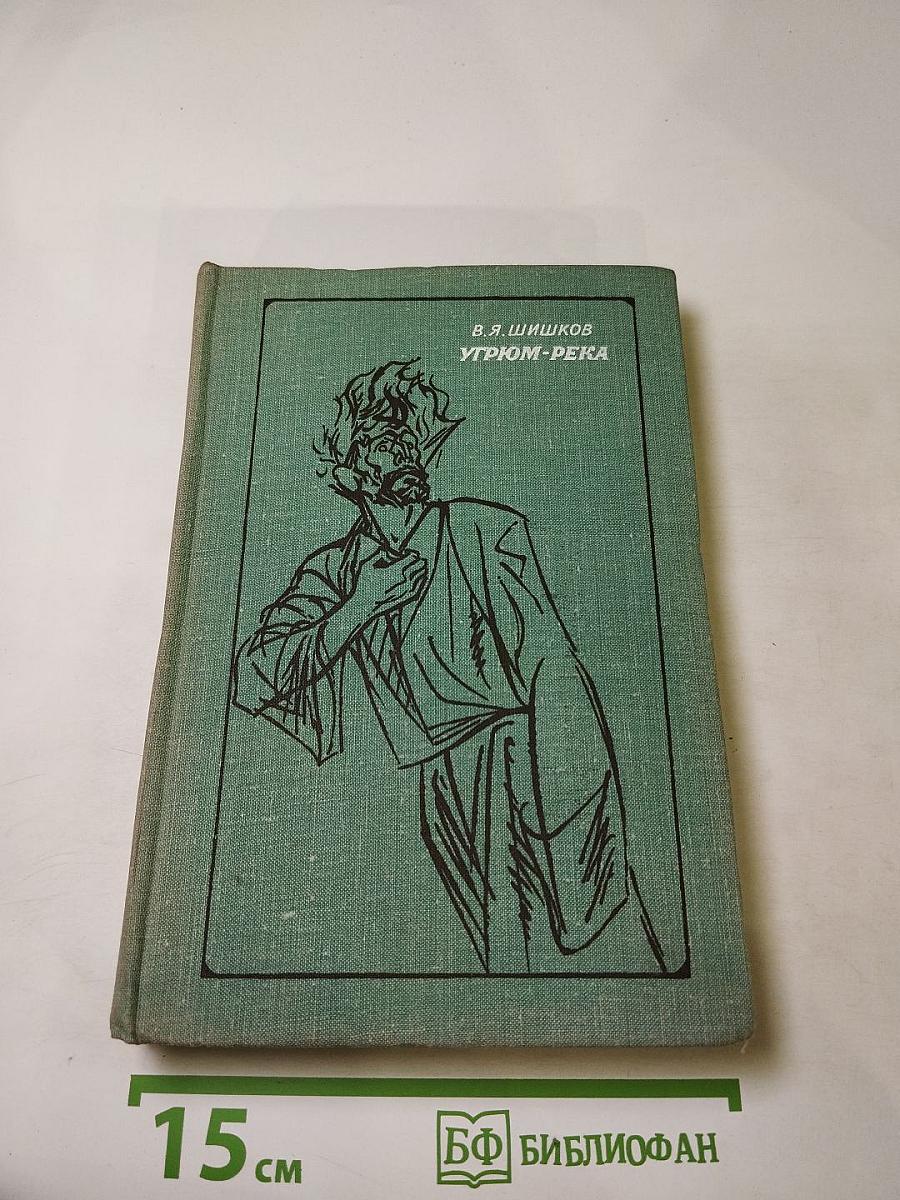 В.Я.ШИШКОВ
УГРЮМ-РЕКА
15 см
БФ БИБЛИОФАН